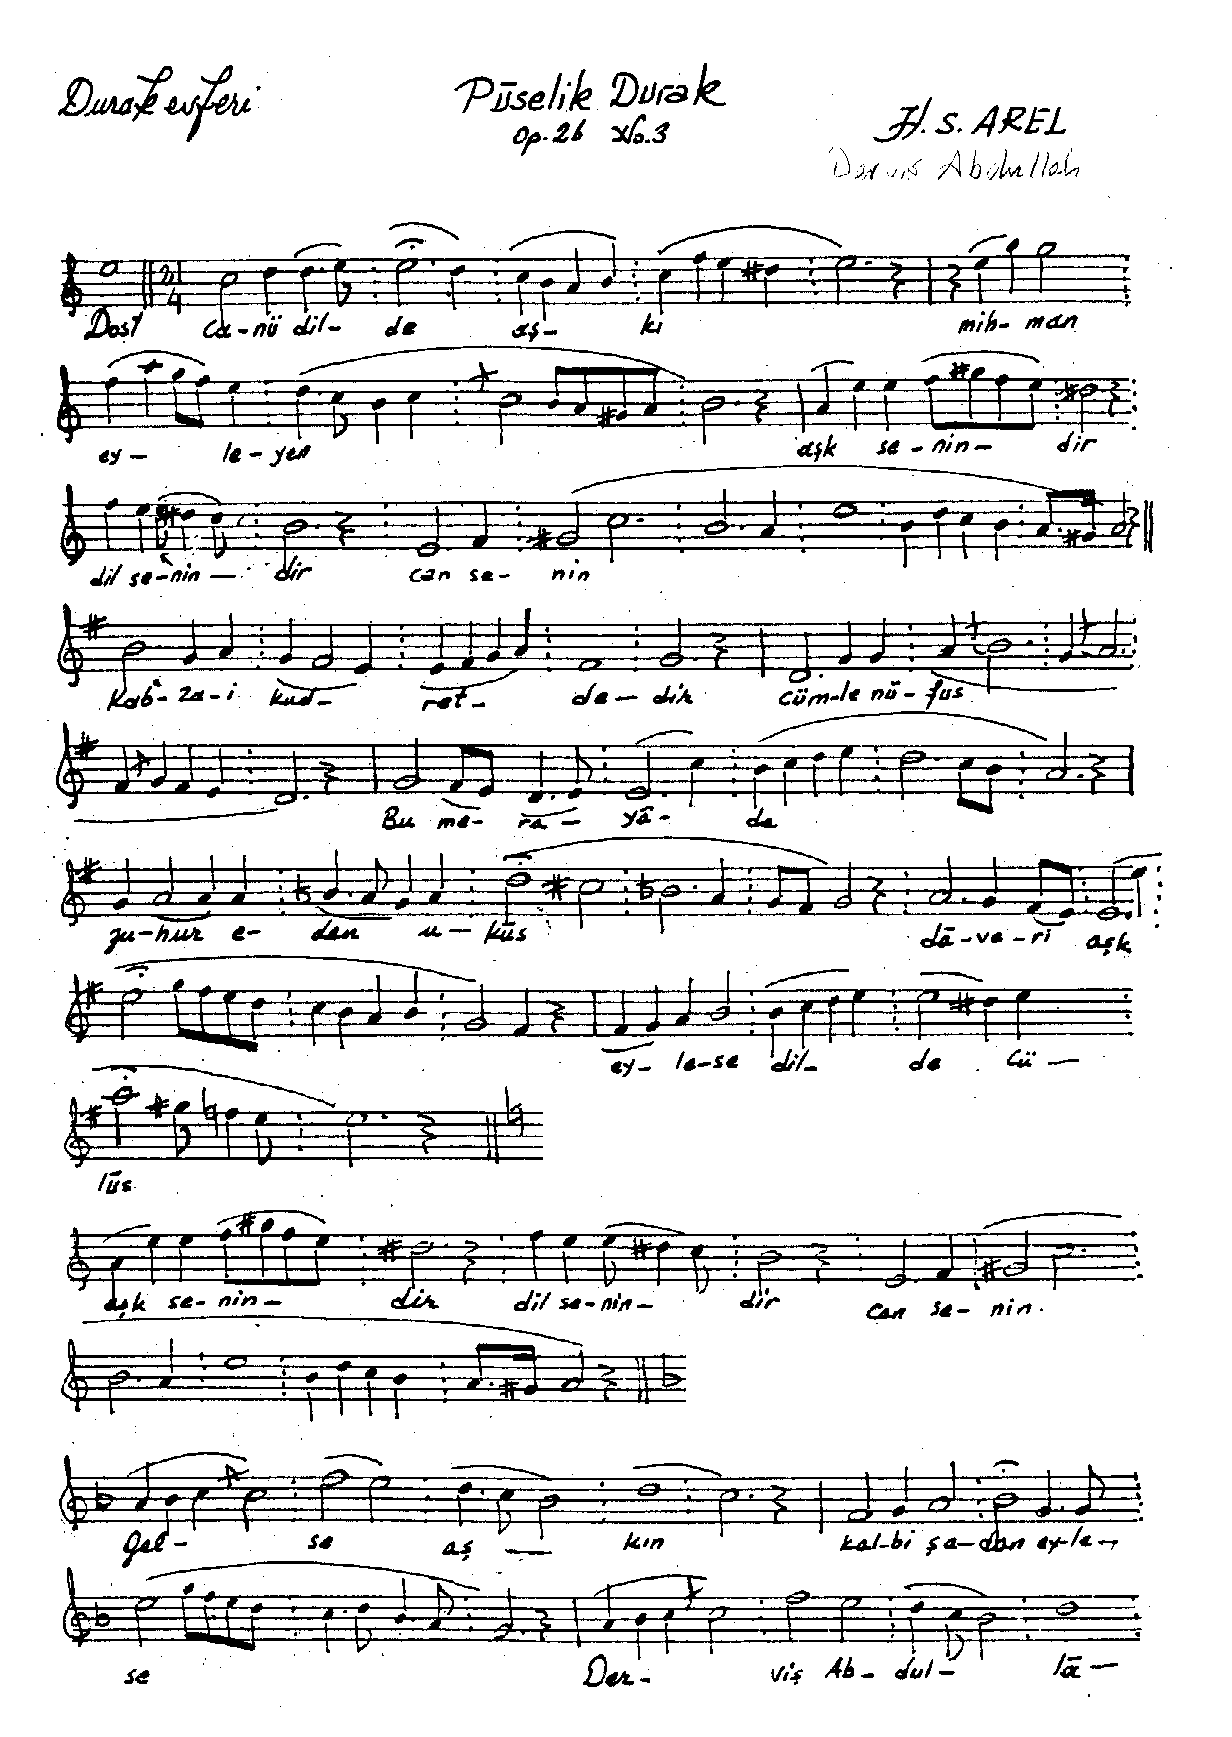 Durak evferi
Pûselik Durak
Op. 26 No. 3
H. S. AREL
Derviş Abdullah
21
4
Dost Ca-nü dil- de aş- kı mih- man
ey- le-yen aşk se-nin- dir
dil se-nin- dir can se- nin
Kab- za-i kud- ret- de-dir cüm-le nü-fus
Bu me-ra- yâ- da
zu-hur e- den u-kûs dâ-ve-ri aşk
ey- le-se dil- de cü-
lûs
aşk se-nin- dir dil se-nin- dir can se- nin.
Gel- se aş- kın kal-bi şe-dan ey-le-
se Der- viş Ab- dul- lâ-